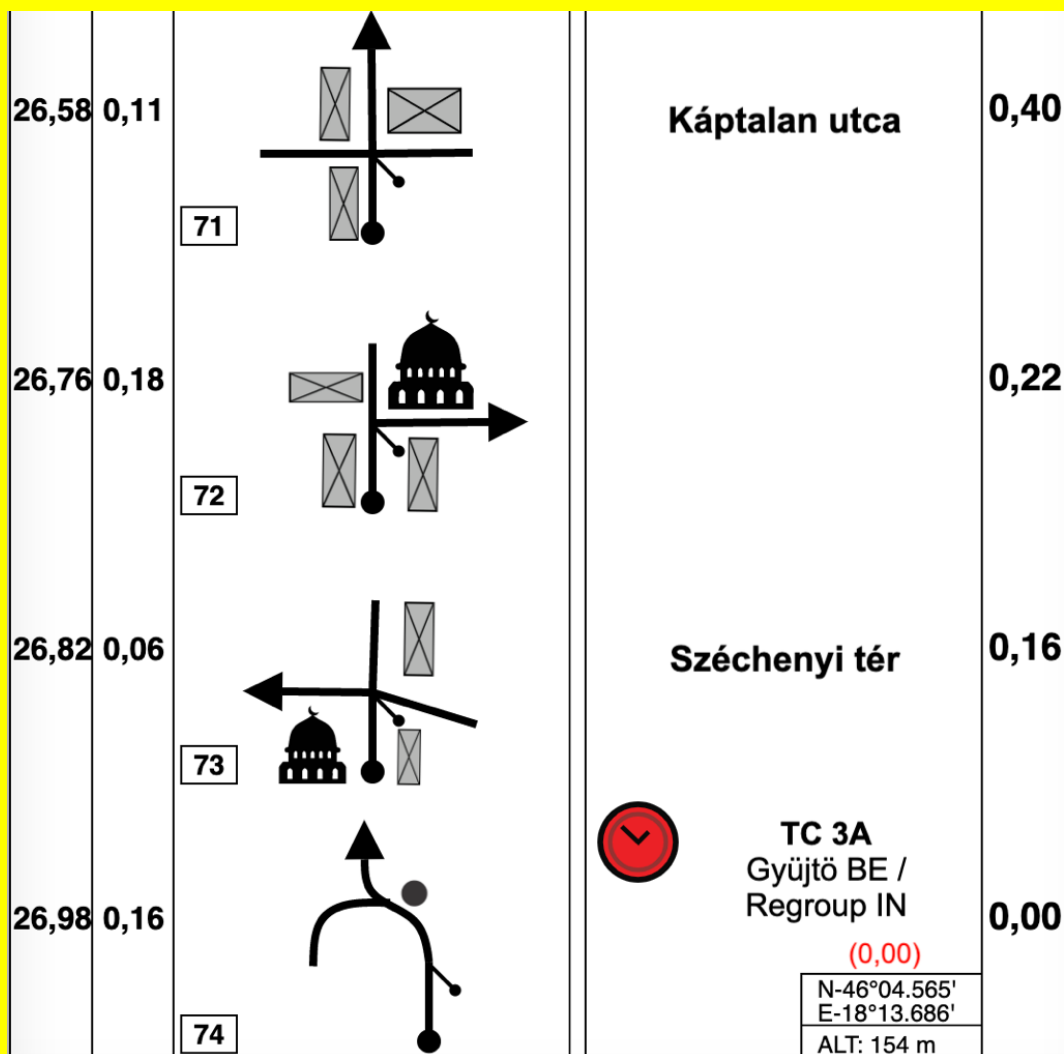 26,58 0,11 Káptalan utca 0,40
71
26,76 0,18 0,22
72
26,82 0,06 Széchenyi tér 0,16
73
TC 3A
Gyüjtö BE /
Regroup IN
26,98 0,16 0,00
(0,00)
N-46°04.565'
E-18°13.686'
74
ALT: 154 m